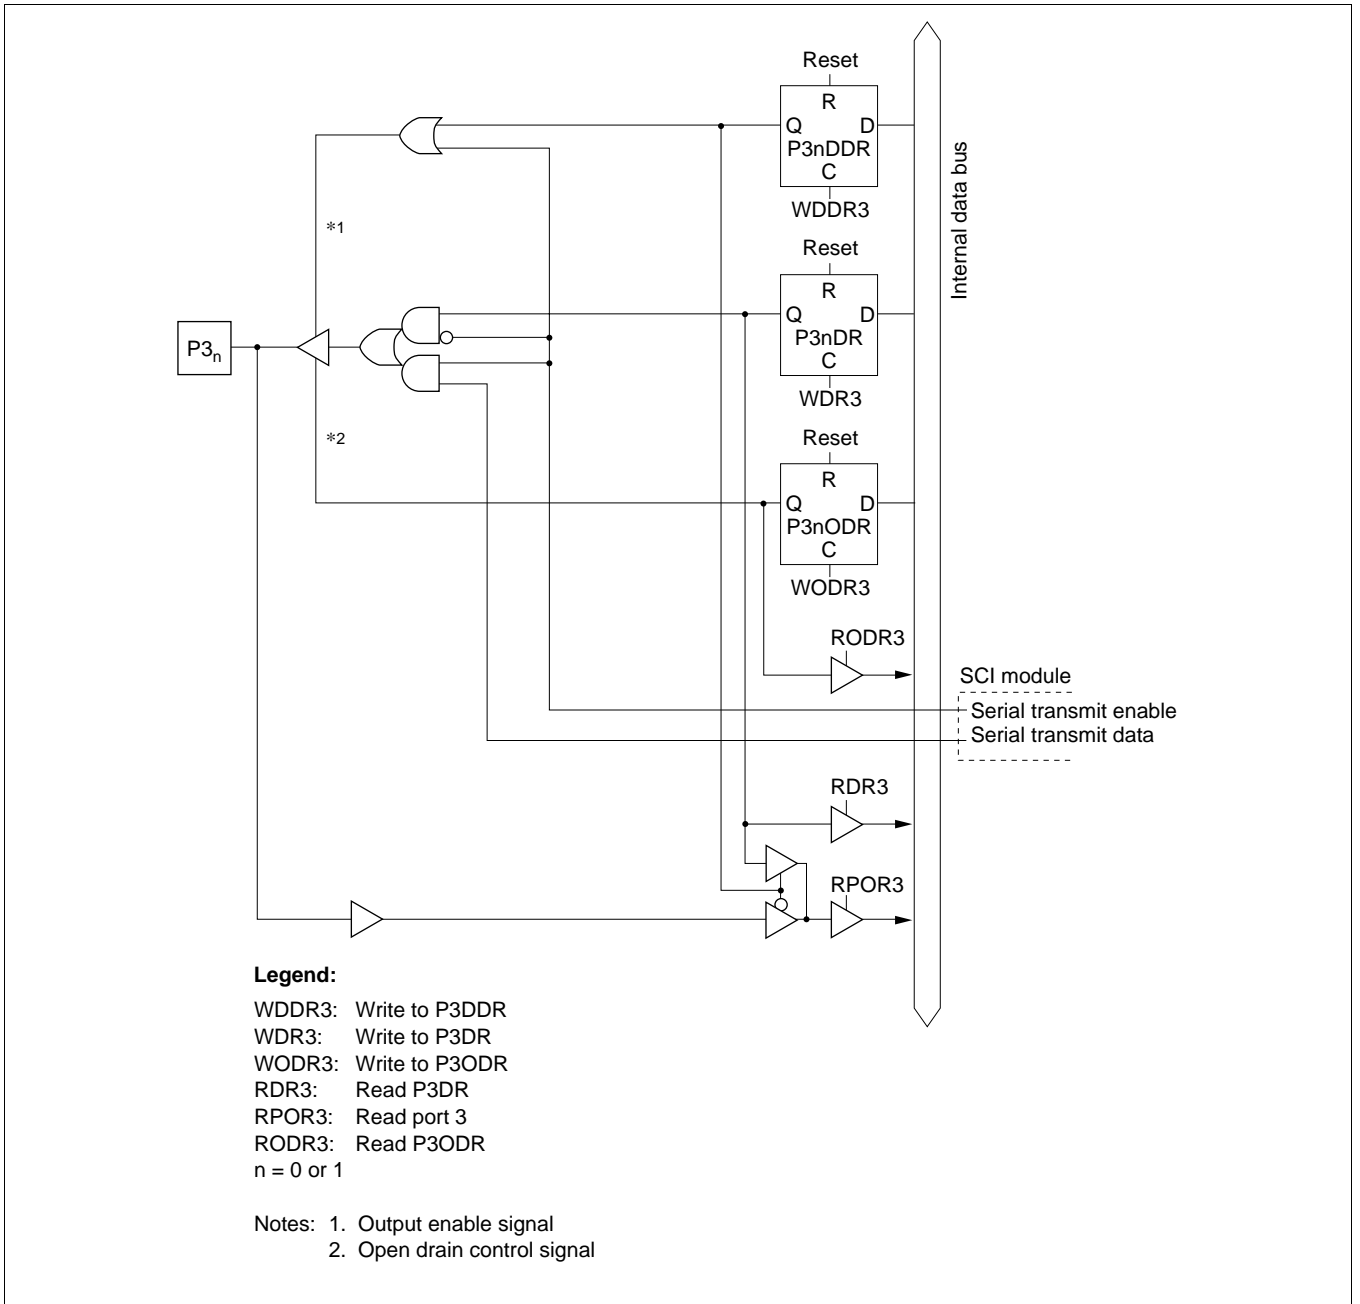 Reset
R
Q D
P3nDDR
C
WDDR3
Internal data bus
*1
Reset
R
Q D
P3nDR
C
WDR3
P3n
*2
Reset
R
Q D
P3nODR
C
WODR3
RODR3
SCI module
Serial transmit enable
Serial transmit data
RDR3
RPOR3
Legend:
WDDR3: Write to P3DDR
WDR3: Write to P3DR
WODR3: Write to P3ODR
RDR3: Read P3DR
RPOR3: Read port 3
RODR3: Read P3ODR
n = 0 or 1
Notes: 1. Output enable signal
2. Open drain control signal